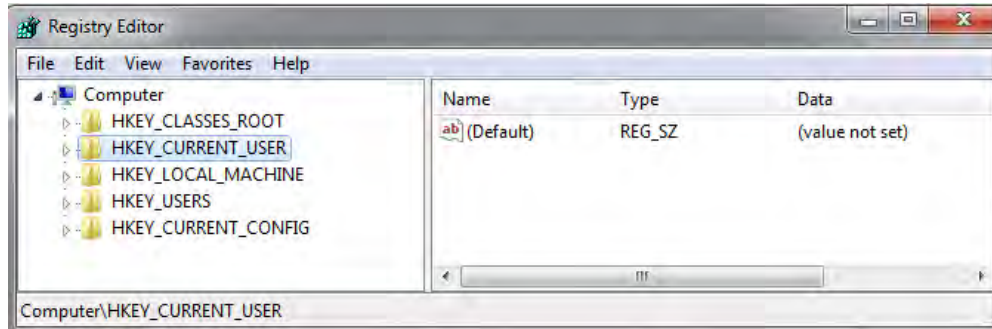 Registry Editor
File Edit View Favorites Help
Computer
HKEY_CLASSES_ROOT
HKEY_CURRENT_USER
HKEY_LOCAL_MACHINE
HKEY_USERS
HKEY_CURRENT_CONFIG
Name Type Data
ab (Default) REG_SZ (value not set)
Computer\HKEY_CURRENT_USER